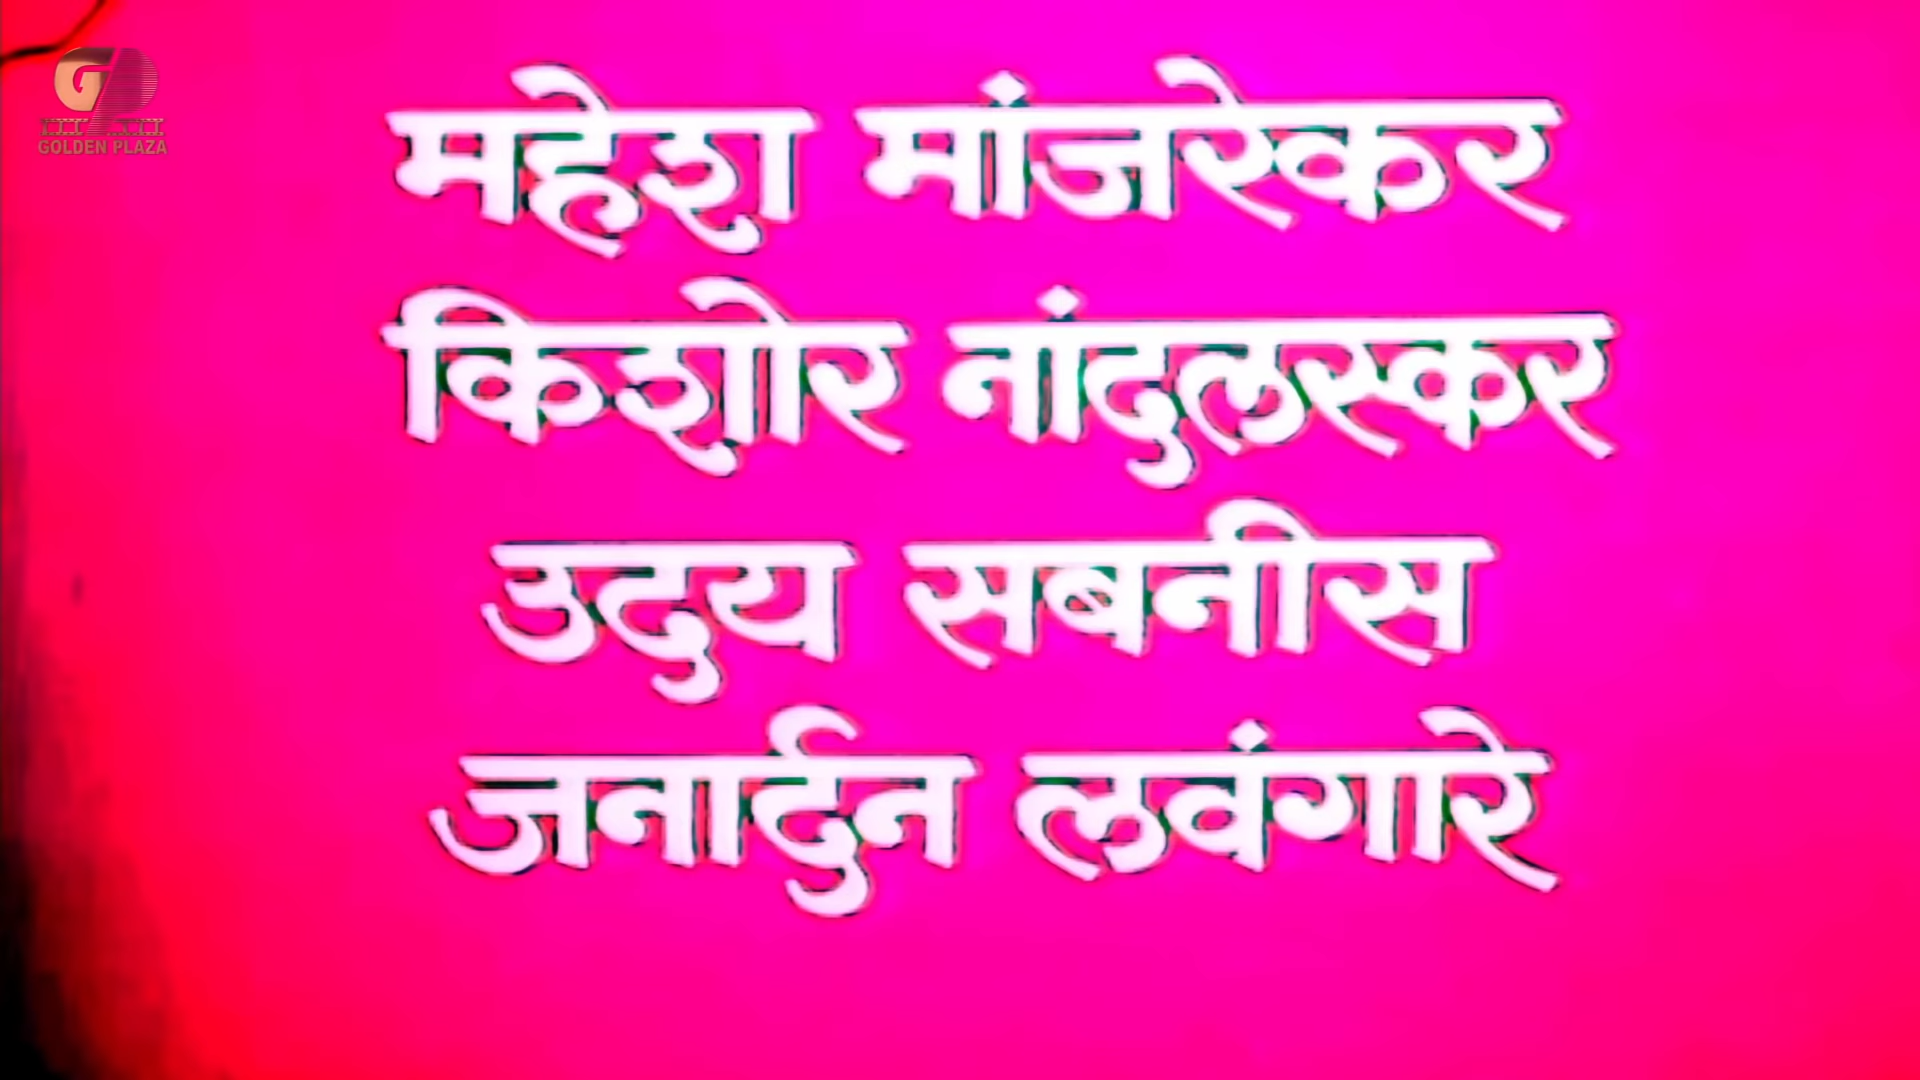 GOLDEN PLAZA
महेश मांजरेकर
किशोर नांदलस्कर
उदय सबनीस
जनार्दन लवंगारे